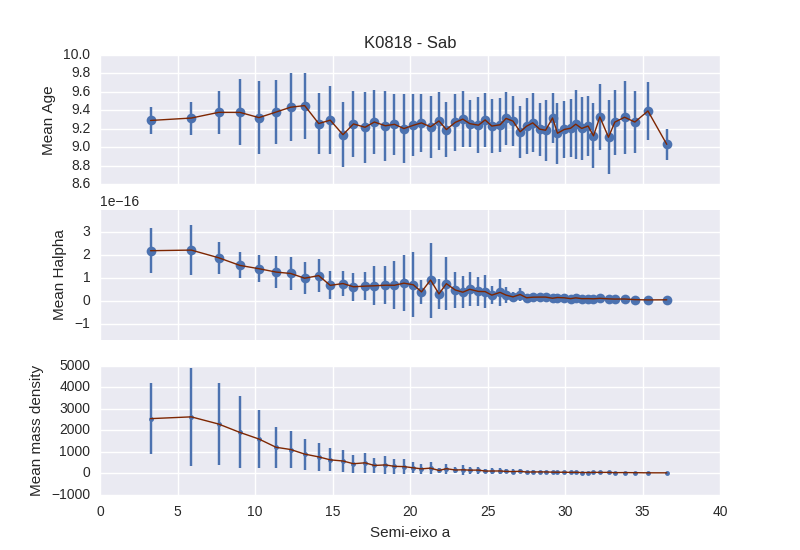 K0818 - Sab
Mean Age
10.0
9.8
9.6
9.4
9.2
9.0
8.8
8.6
1e−16
Mean Halpha
3
2
1
0
−1
Mean mass density
5000
4000
3000
2000
1000
0
−1000
0 5 10 15 20 25 30 35 40
Semi-eixo a